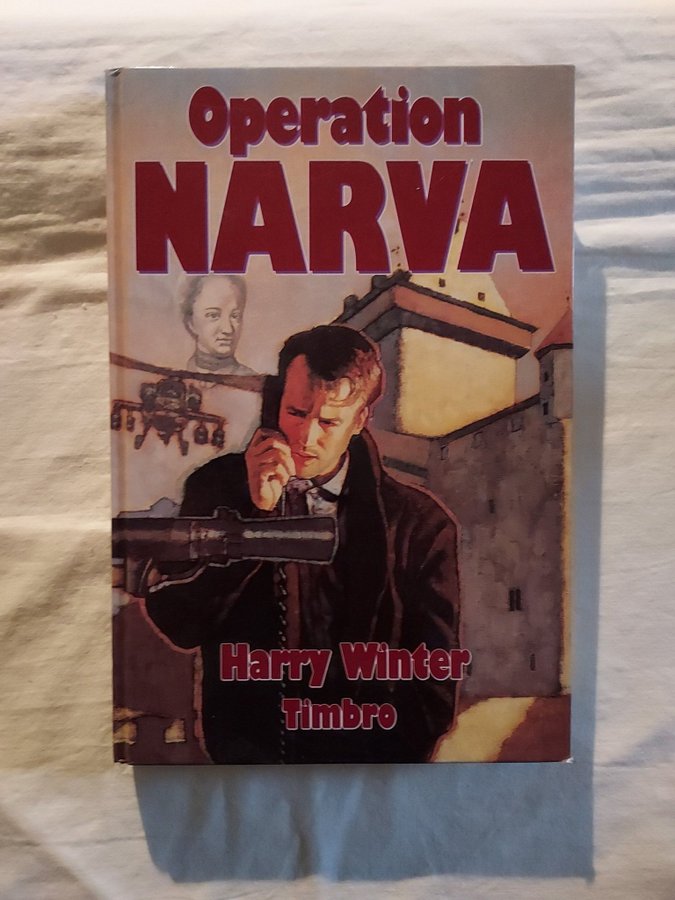 Operation
NARVA
Harry Winter
Timbro